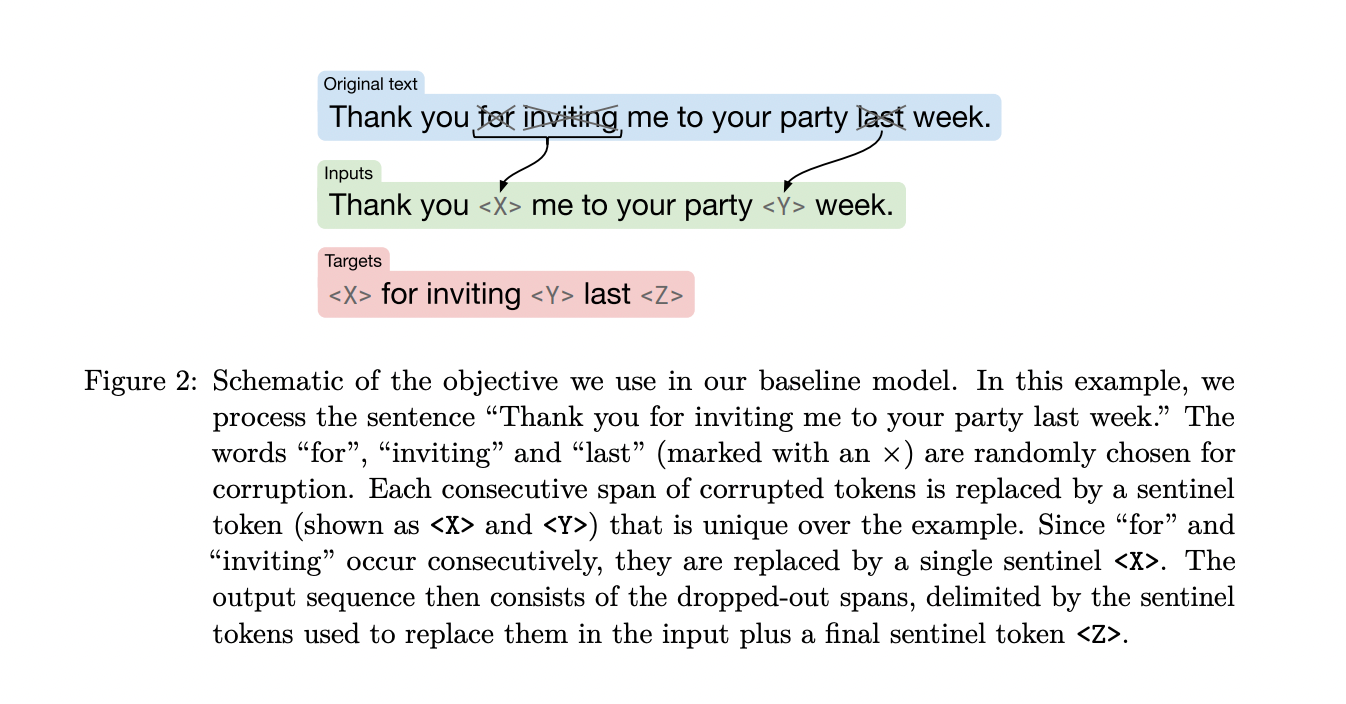 Original text
Thank you for inviting me to your party last week.
Inputs
Thank you <X> me to your party <Y> week.
Targets
<X> for inviting <Y> last <Z>
Figure 2: Schematic of the objective we use in our baseline model. In this example, we
process the sentence “Thank you for inviting me to your party last week.” The
words “for”, “inviting” and “last” (marked with an ×) are randomly chosen for
corruption. Each consecutive span of corrupted tokens is replaced by a sentinel
token (shown as <X> and <Y>) that is unique over the example. Since “for” and
“inviting” occur consecutively, they are replaced by a single sentinel <X>. The
output sequence then consists of the dropped-out spans, delimited by the sentinel
tokens used to replace them in the input plus a final sentinel token <Z>.